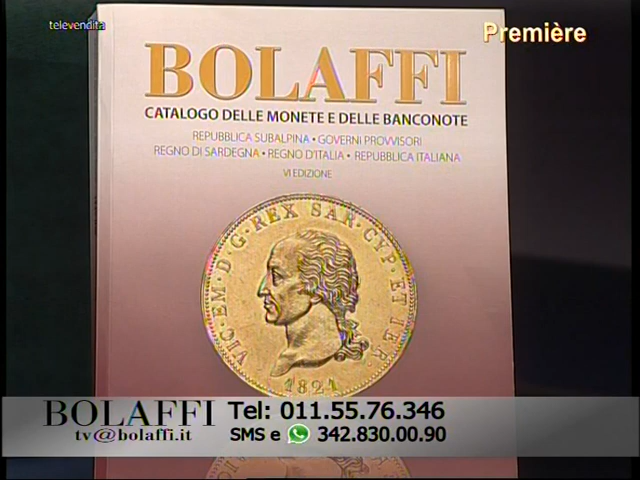 televendita
Première
BOLAFFI
CATALOGO DELLE MONETE E DELLE BANCONOTE
REPUBBLICA SUBALPINA • GOVERNI PROVVISORI
REGNO DI SARDEGNA • REGNO D'ITALIA • REPUBBLICA ITALIANA
VI EDIZIONE
VIC·EM·D·G·REX SAR·CYP·ET IER·
1821
BOLAFFI Tel: 011.55.76.346
tv@bolaffi.it SMS e 342.830.00.90